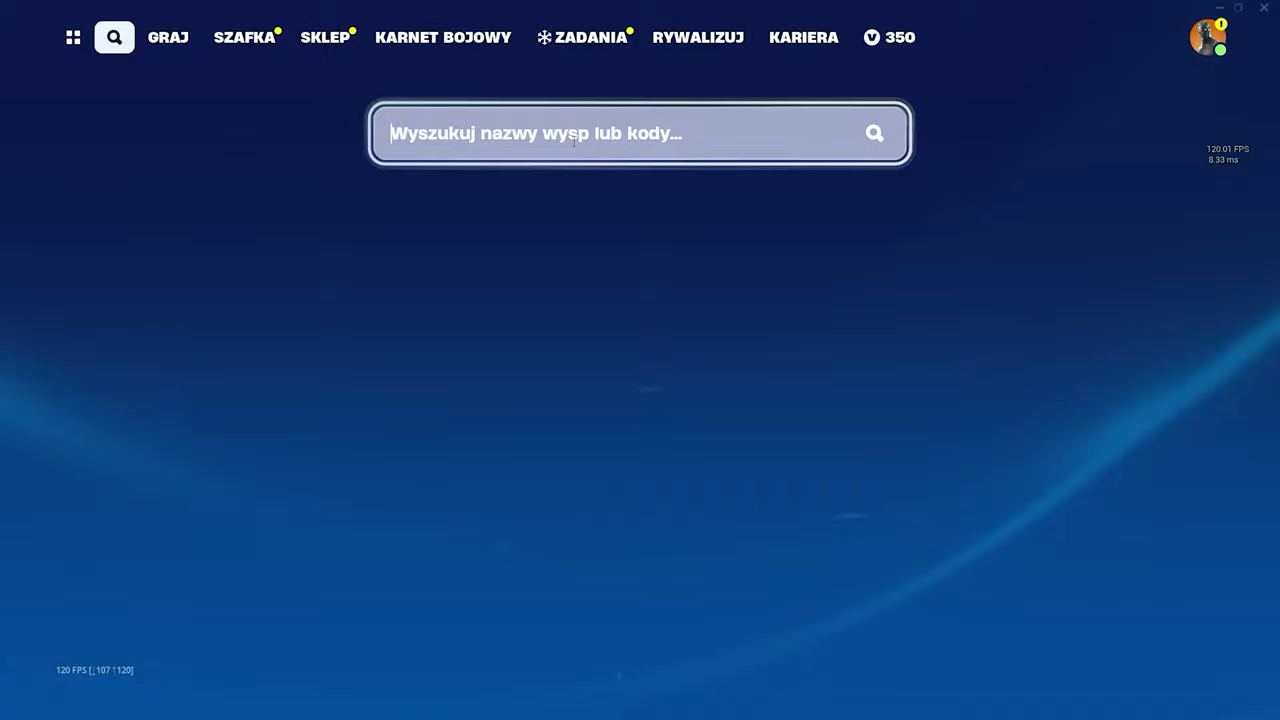 GRAJ SZAFKA SKLEP KARNET BOJOWY ZADANIA RYWALIZUJ KARIERA V 350
!
Wyszukuj nazwy wysp lub kody...
120.01 FPS
8.33 ms
120 FPS [↓107 ↑120]